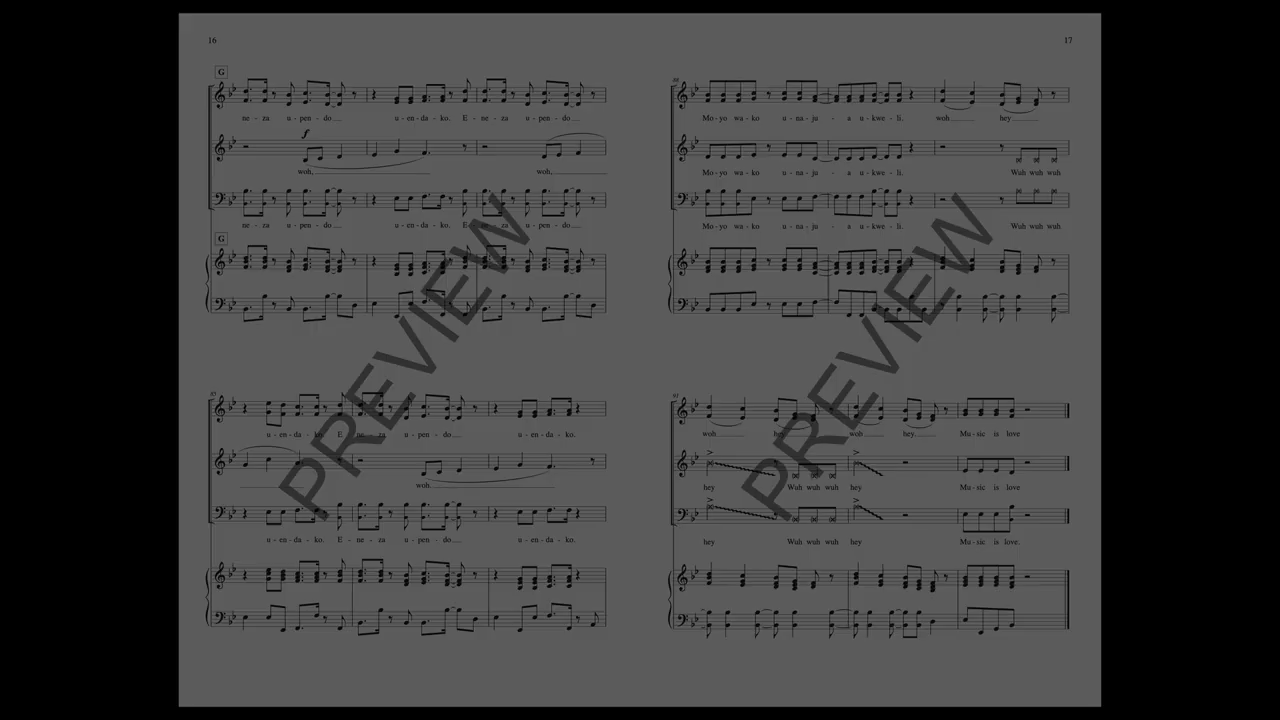 16
G
ne - za u - pen - do
u - en - da - ko. E - ne - za u - pen - do
f
woh,
woh,
ne - za u - pen - do
u - en - da - ko. E - ne - za u - pen - do
G
85
u - en - da - ko. E - ne - za u - pen - do
u - en - da - ko.
woh.
u - en - da - ko. E - ne - za u - pen - do
u - en - da - ko.
PREVIEW
17
88
Mo - yo wa - ko u - na - ju - a u - kwe - li.
woh hey
Mo - yo wa - ko u - na - ju - a u - kwe - li.
Wuh wuh wuh
Mo - yo wa - ko u - na - ju - a u - kwe - li.
Wuh wuh wuh
woh hey woh hey. Mu - sic is love
hey Wuh wuh wuh hey. Mu - sic is love
hey Wuh wuh wuh hey Mu - sic is love.
PREVIEW